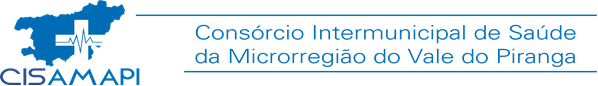 Consórcio Intermunicipal de Saúde
da Microrregião do Vale do Piranga
CISAMAPI